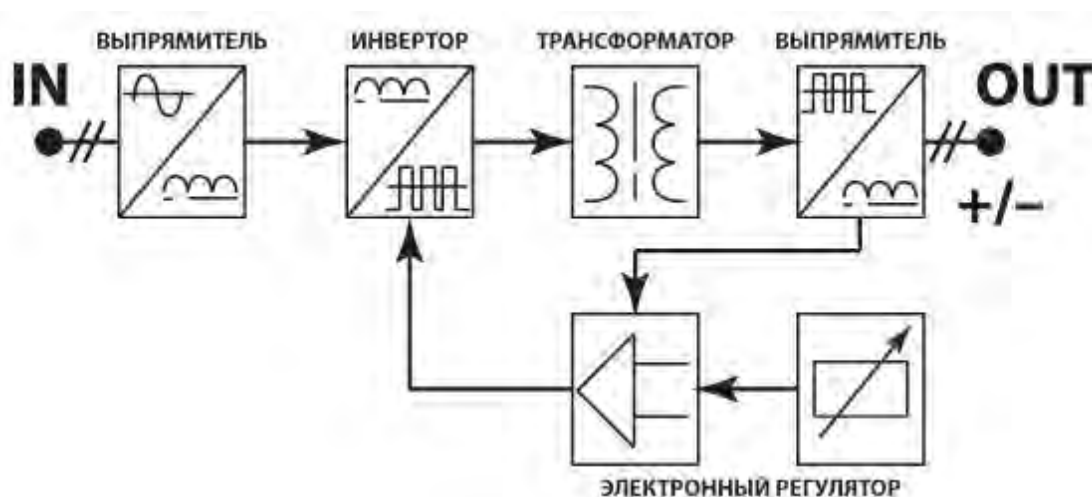 ВЫПРЯМИТЕЛЬ ИНВЕРТОР ТРАНСФОРМАТОР ВЫПРЯМИТЕЛЬ
IN
OUT
+/–
ЭЛЕКТРОННЫЙ РЕГУЛЯТОР